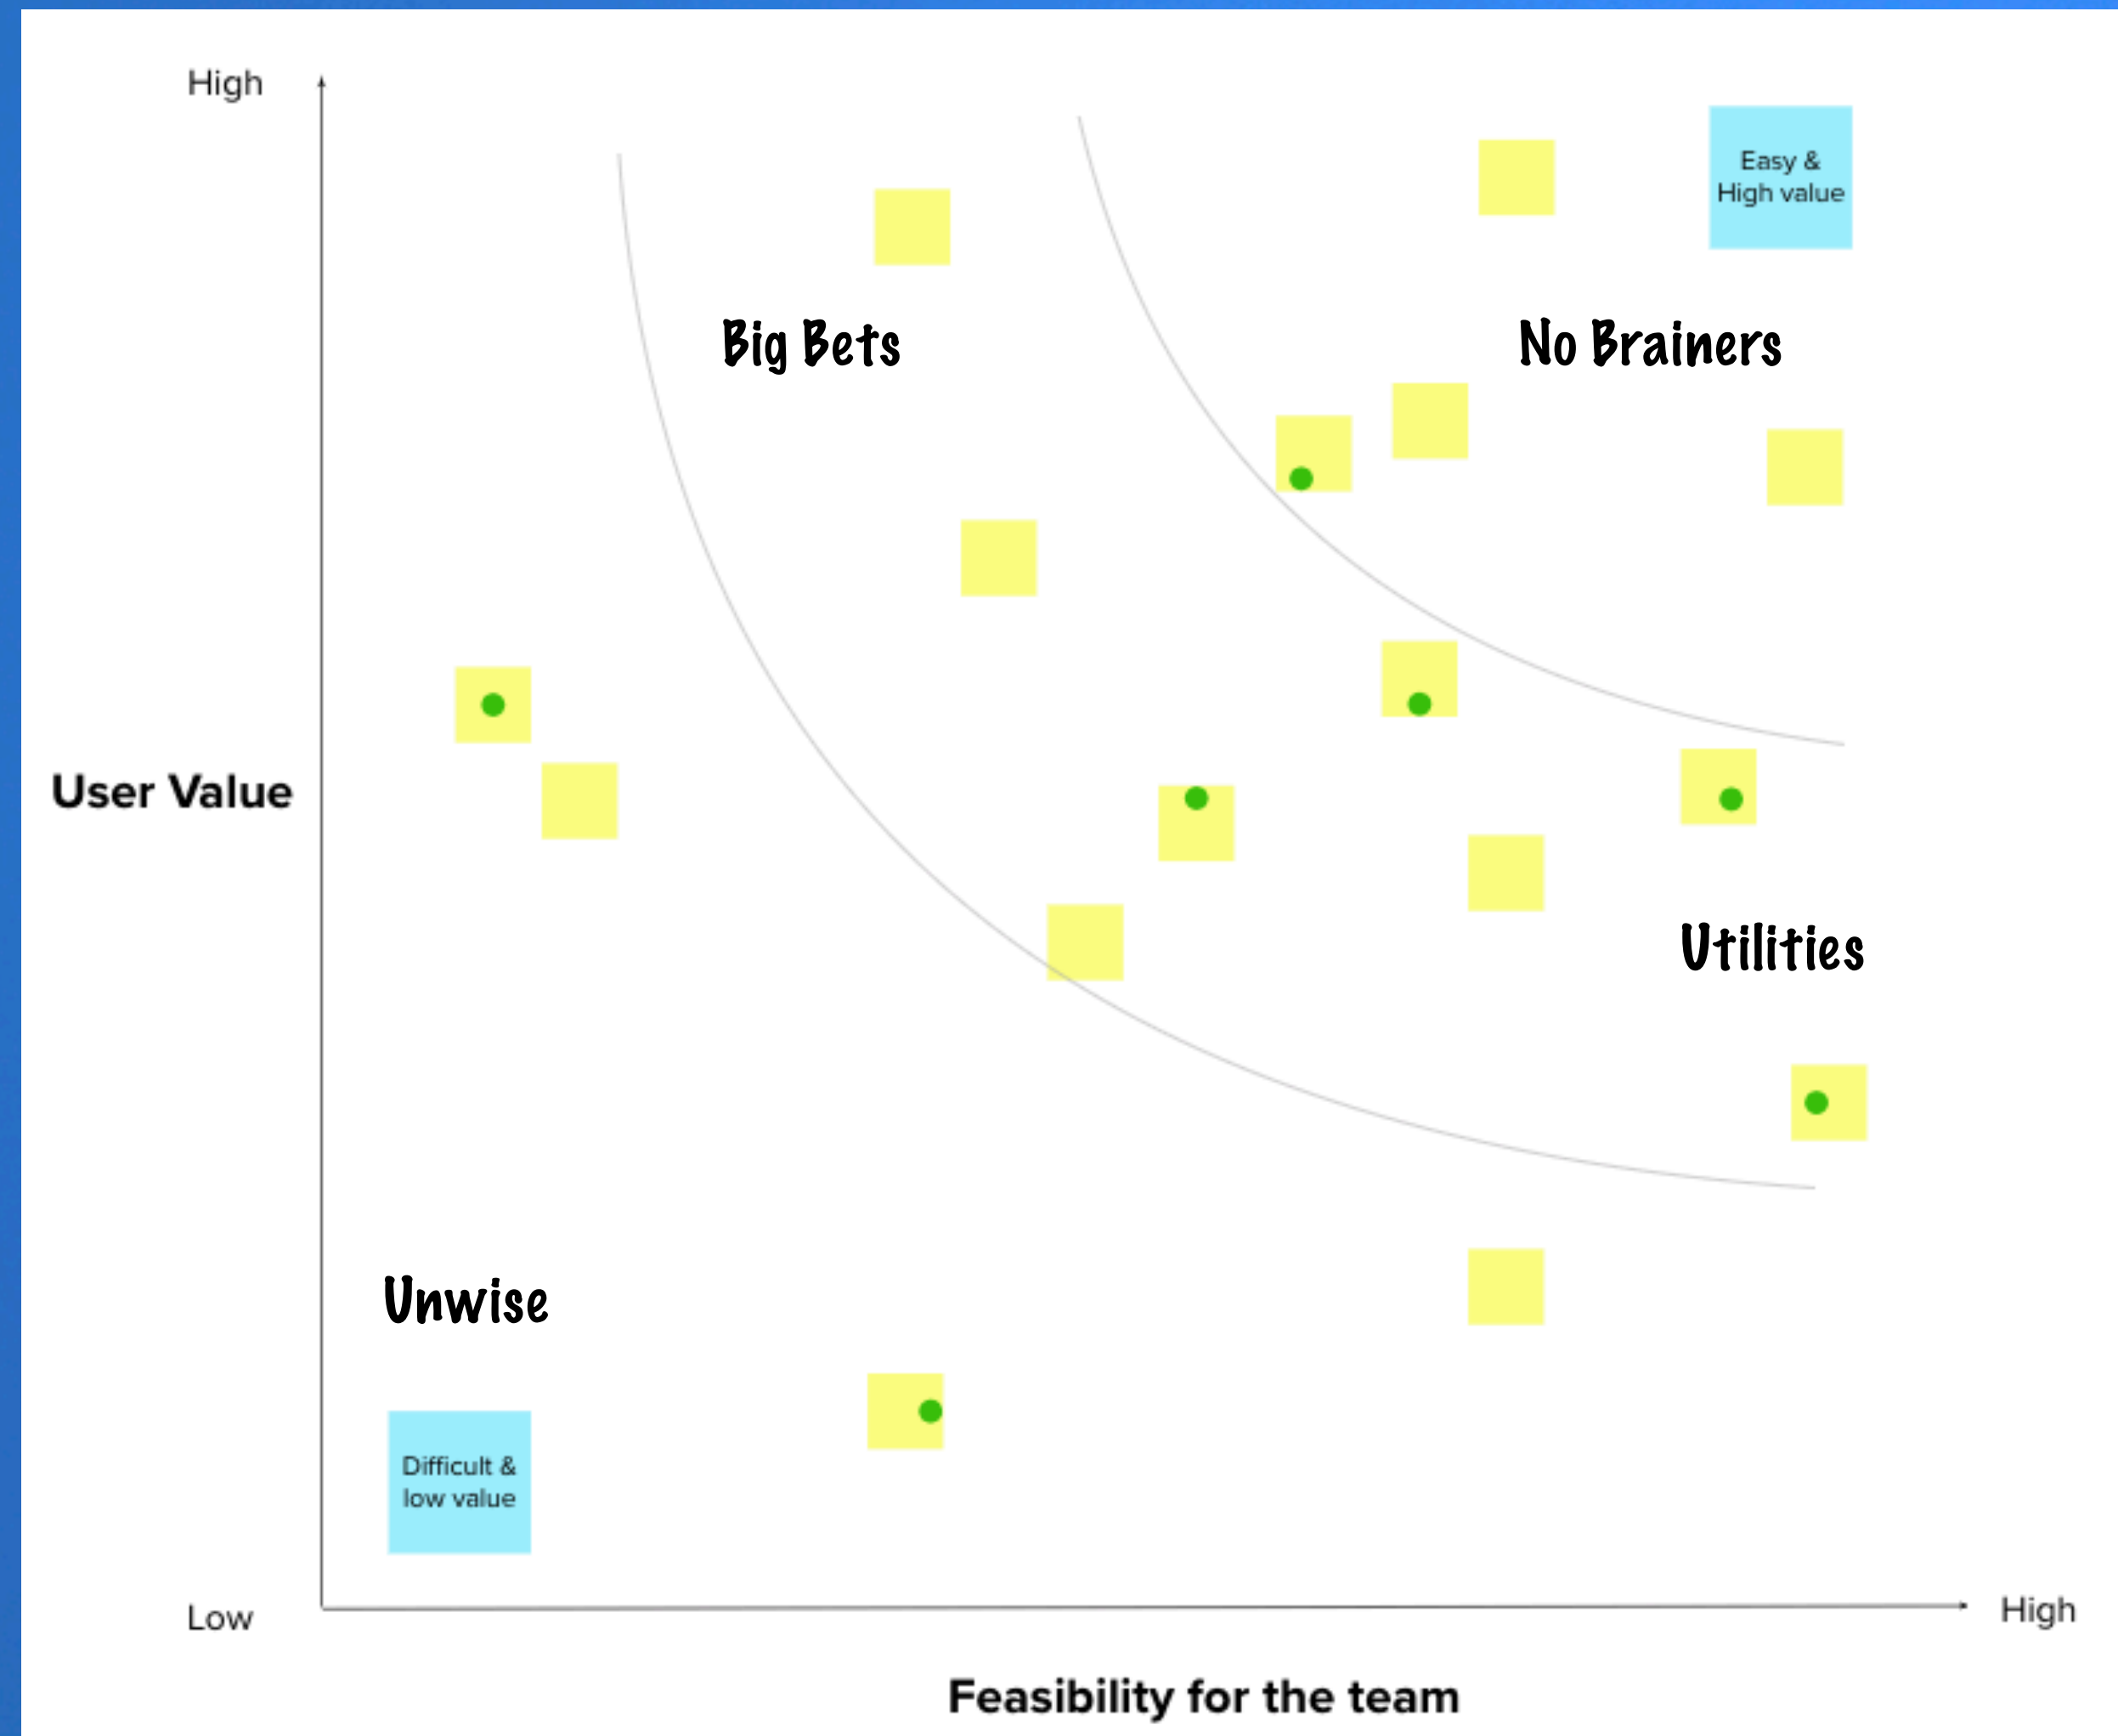 High
Easy &
High value
Big Bets
No Brainers
User Value
Utilities
Unwise
Difficult &
low value
Low
High
Feasibility for the team